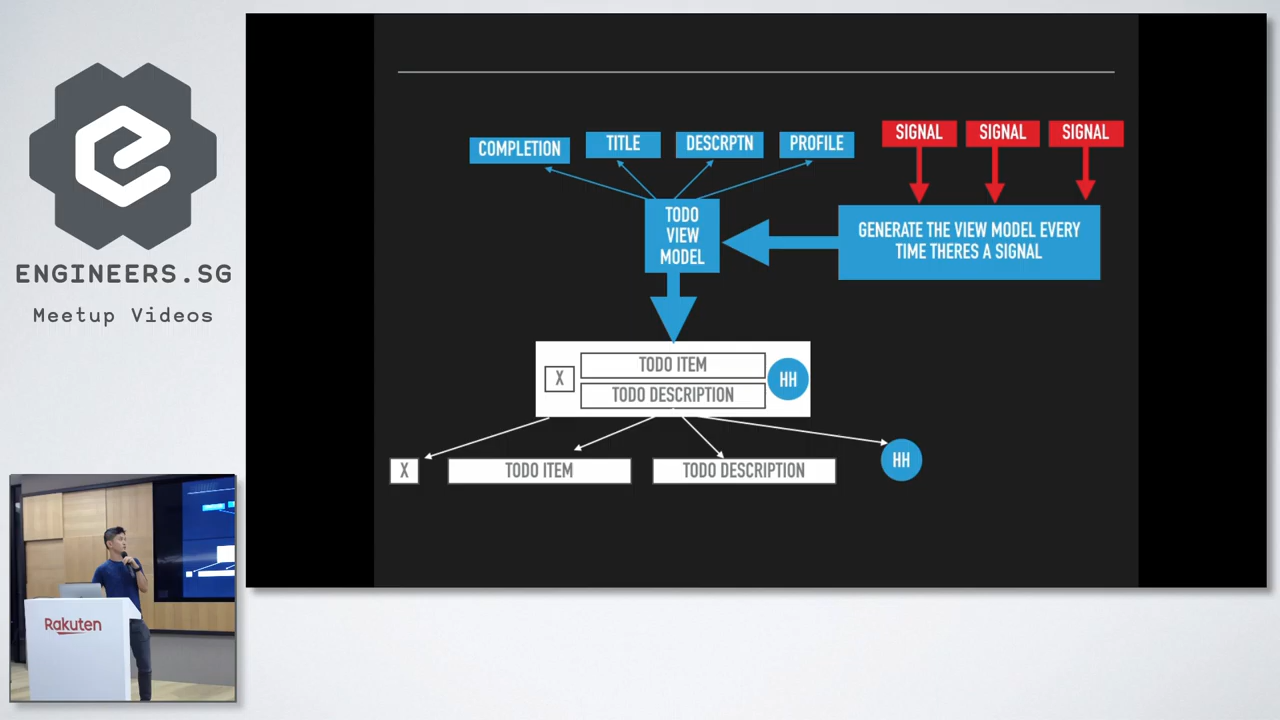 ENGINEERS.SG
Meetup Videos
COMPLETION
TITLE
DESCRPTN
PROFILE
SIGNAL
SIGNAL
SIGNAL
TODO
VIEW
MODEL
GENERATE THE VIEW MODEL EVERY
TIME THERES A SIGNAL
X
TODO ITEM
TODO DESCRIPTION
HH
X
TODO ITEM
TODO DESCRIPTION
HH
Rakuten